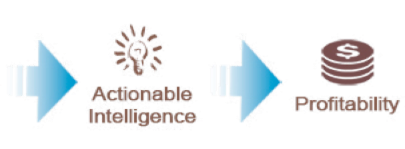 Actionable
Intelligence
$
Profitability